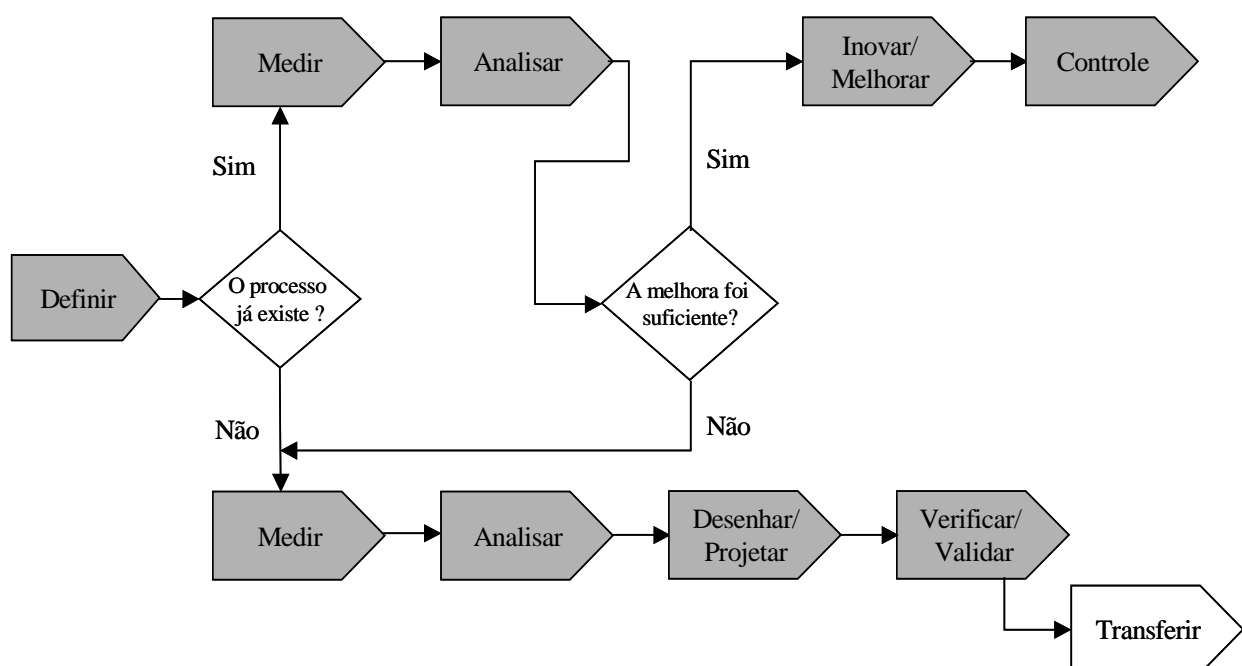 Medir
Analisar
Inovar/
Melhorar
Controle
Sim
Sim
Definir
O processo
já existe ?
A melhora foi
suficiente?
Não
Não
Medir
Analisar
Desenhar/
Projetar
Verificar/
Validar
Transferir